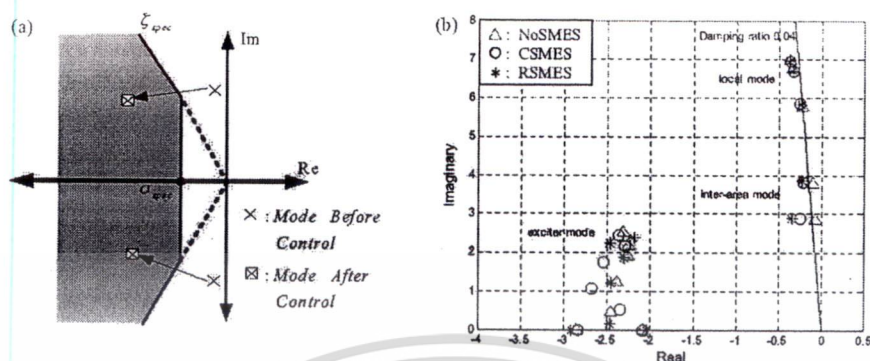 (a)
ζspec
Im
Re
σspec
× : Mode Before
Control
⊠ : Mode After
Control
(b)
8
7
6
5
4
3
2
1
0
Imaginary
△ : NoSMES
○ : CSMES
* : RSMES
Damping ratio 0.04
local mode
inter-area mode
exciter mode
-4 -3.5 -3 -2.5 -2 -1.5 -1 -0.5 0 0.5
Real